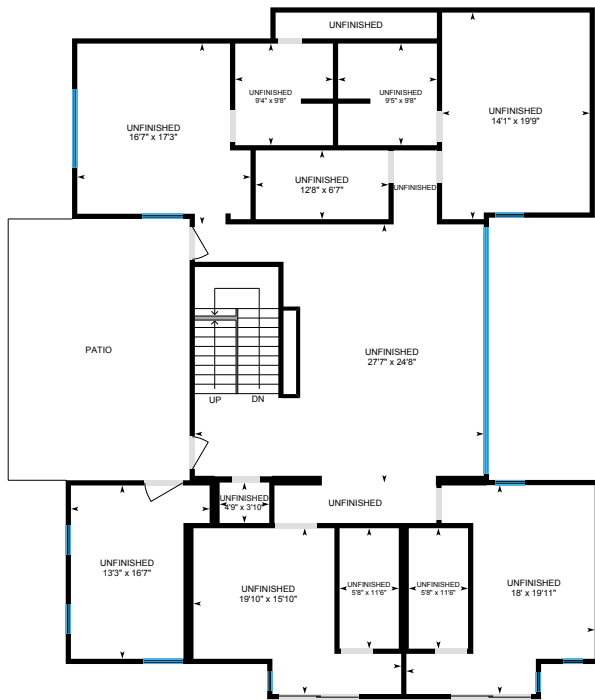 UNFINISHED
UNFINISHED
9'4" x 9'8"
UNFINISHED
9'5" x 9'8"
UNFINISHED
14'1" x 19'9"
UNFINISHED
16'7" x 17'3"
UNFINISHED
12'8" x 6'7"
UNFINISHED
PATIO
UNFINISHED
27'7" x 24'8"
UP
DN
UNFINISHED
4'9" x 3'10"
UNFINISHED
UNFINISHED
13'3" x 16'7"
UNFINISHED
19'10" x 15'10"
UNFINISHED
5'8" x 11'6"
UNFINISHED
5'8" x 11'6"
UNFINISHED
18' x 19'11"